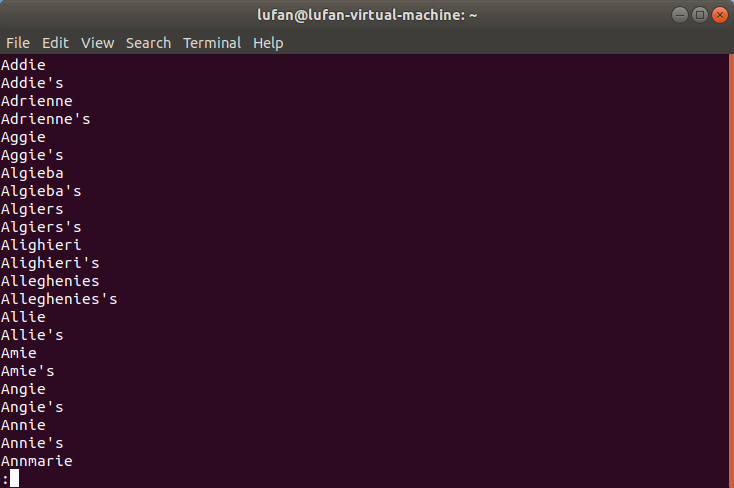 lufan@lufan-virtual-machine: ~
File Edit View Search Terminal Help
Addie
Addie's
Adrienne
Adrienne's
Aggie
Aggie's
Algieba
Algieba's
Algiers
Algiers's
Alighieri
Alighieri's
Alleghenies
Alleghenies's
Allie
Allie's
Amie
Amie's
Angie
Angie's
Annie
Annie's
Annmarie
: